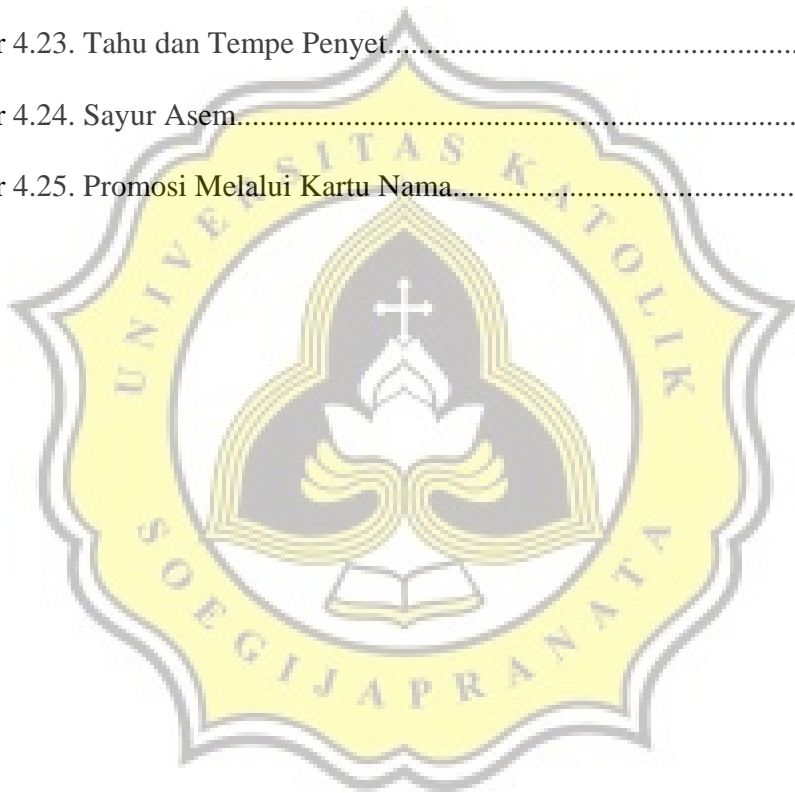 r 4.23. Tahu dan Tempe Penyet..............................................................
r 4.24. Sayur Asem....................................................................................
r 4.25. Promosi Melalui Kartu Nama.....................................................
UNIVERSITAS KATOLIK
SOEGIJAPRANATA